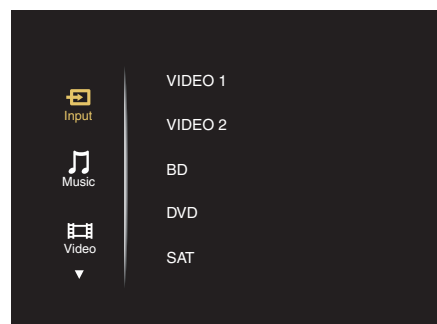 Input
Music
Video
VIDEO 1
VIDEO 2
BD
DVD
SAT